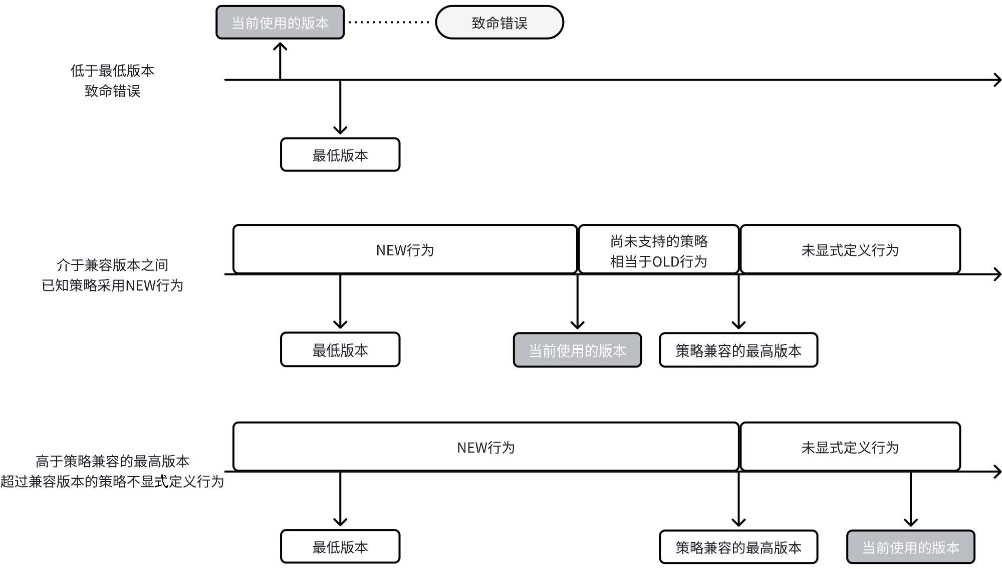 当前使用的版本
致命错误
低于最低版本
致命错误
最低版本
NEW行为
尚未支持的策略
相当于OLD行为
未显式定义行为
介于兼容版本之间
已知策略采用NEW行为
最低版本
当前使用的版本
策略兼容的最高版本
NEW行为
未显式定义行为
高于策略兼容的最高版本
超过兼容版本的策略不显式定义行为
最低版本
策略兼容的最高版本
当前使用的版本